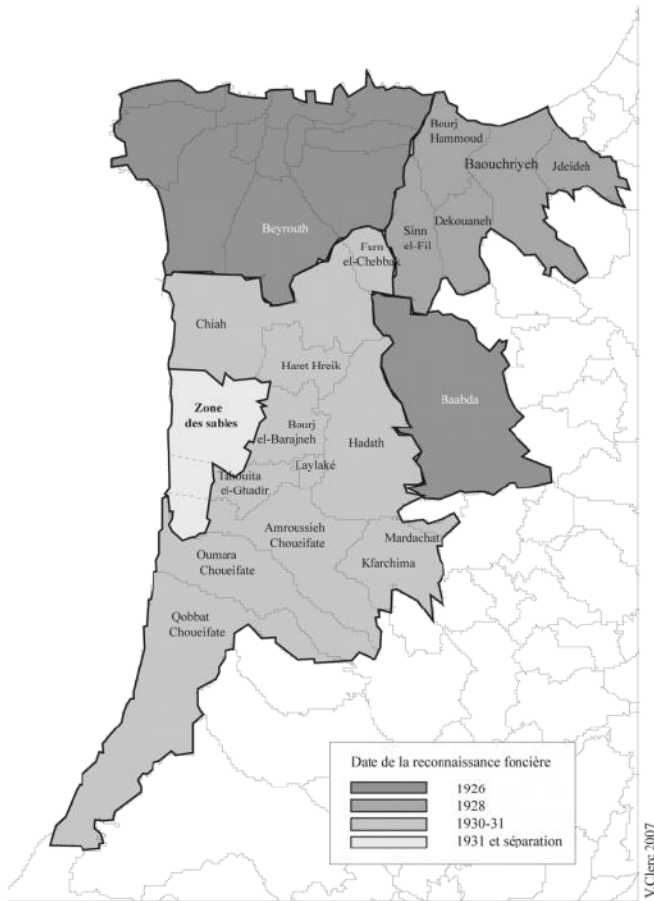 Bourj
Hammoud
Baouchriyeh
Jdeideh
Beyrouth
Sinn
el-Fil
Dekouaneh
Furn
el-Chebbak
Chiah
Haret Hreik
Baabda
Zone
des sables
Bourj
el-Barajneh
Hadath
Laylaké
Tahouita
el-Ghadir
Amroussieh
Choueifate
Mardachat
Kfarchima
Oumara
Choueifate
Qobbat
Choueifate
Date de la reconnaissance foncière
1926
1928
1930-31
1931 et séparation
V.Clerc 2007